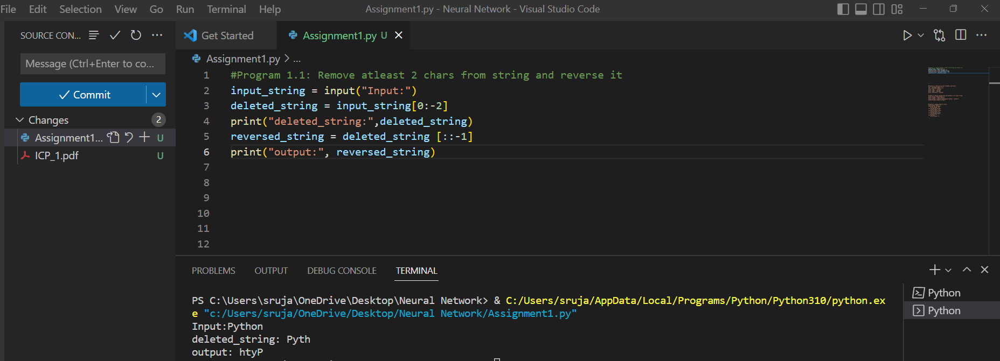 File Edit Selection View Go Run Terminal Help Assignment1.py - Neural Network - Visual Studio Code
SOURCE CON...
Message (Ctrl+Enter to co...
Commit
Changes 2
Assignment1... U
ICP_1.pdf U
Get Started Assignment1.py U
Assignment1.py > ...
1 #Program 1.1: Remove atleast 2 chars from string and reverse it
2 input_string = input("Input:")
3 deleted_string = input_string[0:-2]
4 print("deleted_string:",deleted_string)
5 reversed_string = deleted_string [::-1]
6 print("output:", reversed_string)
7
8
9
10
11
12
PROBLEMS OUTPUT DEBUG CONSOLE TERMINAL
PS C:\Users\sruja\OneDrive\Desktop\Neural Network> & C:/Users/sruja/AppData/Local/Programs/Python/Python310/python.ex
e "c:/Users/sruja/OneDrive/Desktop/Neural Network/Assignment1.py"
Input:Python
deleted_string: Pyth
output: htyP
Python
Python